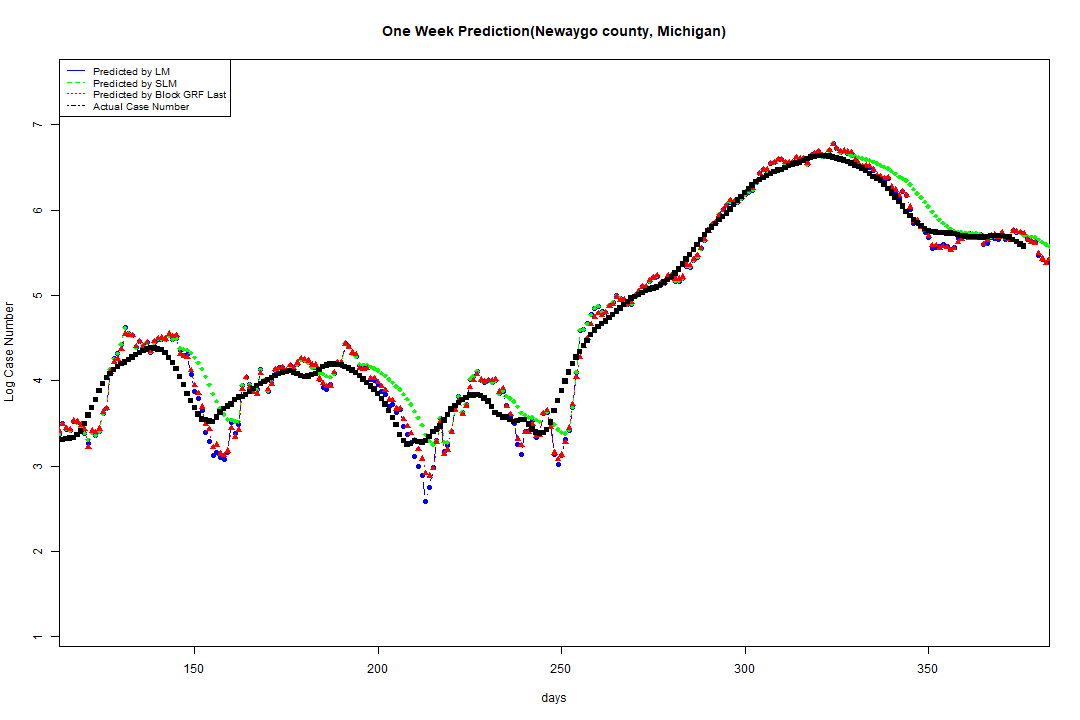 One Week Prediction(Newaygo county, Michigan)
Predicted by LM
Predicted by SLM
Predicted by Block GRF Last
Actual Case Number
7
6
5
4
3
2
1
Log Case Number
150 200 250 300 350
days